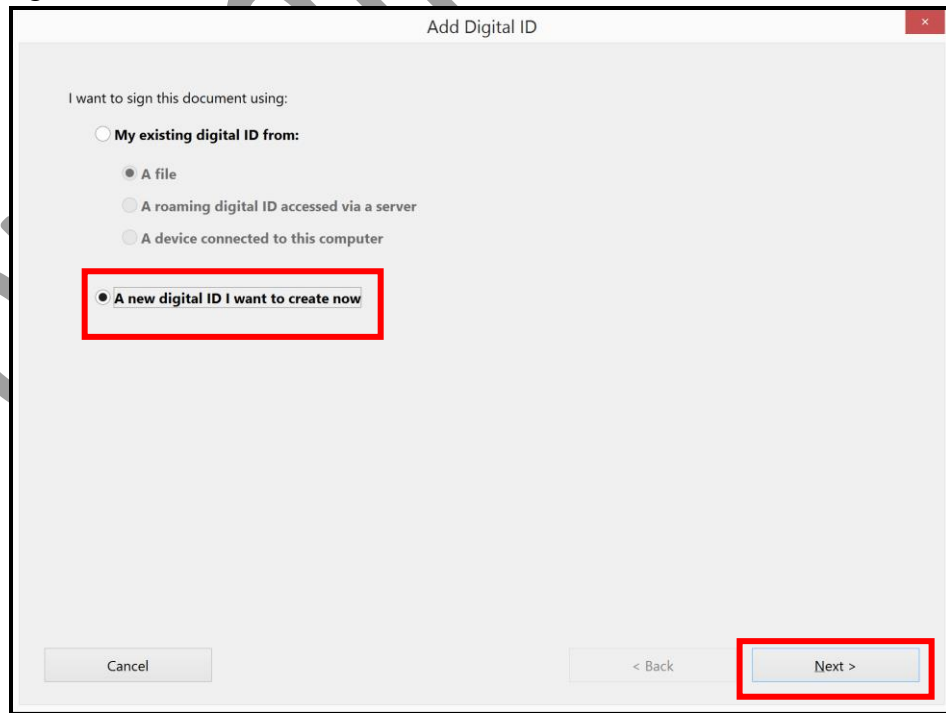 Add Digital ID
I want to sign this document using:
My existing digital ID from:
A file
A roaming digital ID accessed via a server
A device connected to this computer
A new digital ID I want to create now
Cancel
< Back
Next >